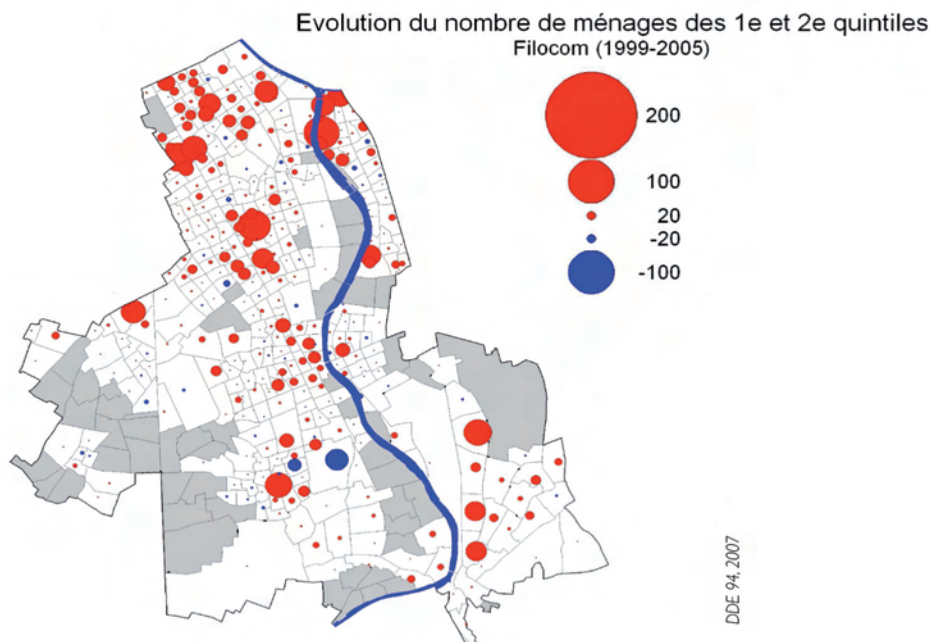 Evolution du nombre de ménages des 1e et 2e quintiles
Filocom (1999-2005)
200
100
20
-20
-100
DDE 94, 2007